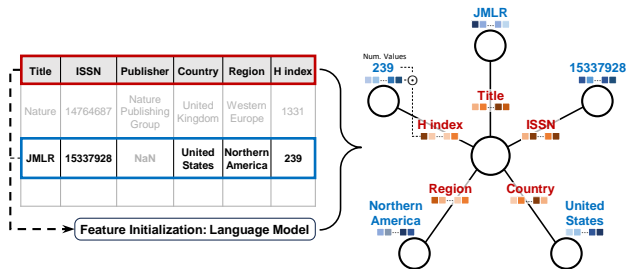 Title ISSN Publisher Country Region H index
Nature 14764687 Nature Publishing Group United Kingdom Western Europe 1331
JMLR 15337928 NaN United States Northern America 239
Feature Initialization: Language Model
JMLR
Num. Values
239
15337928
Title
H index
ISSN
Region
Country
Northern
America
United
States